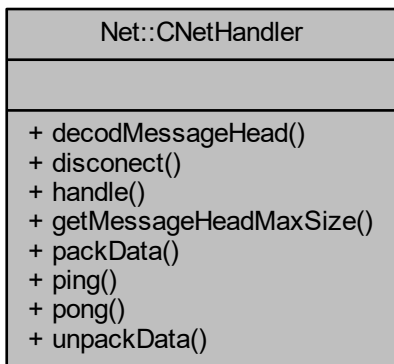 Net::CNetHandler
+ decodMessageHead()
+ disconect()
+ handle()
+ getMessageHeadMaxSize()
+ packData()
+ ping()
+ pong()
+ unpackData()